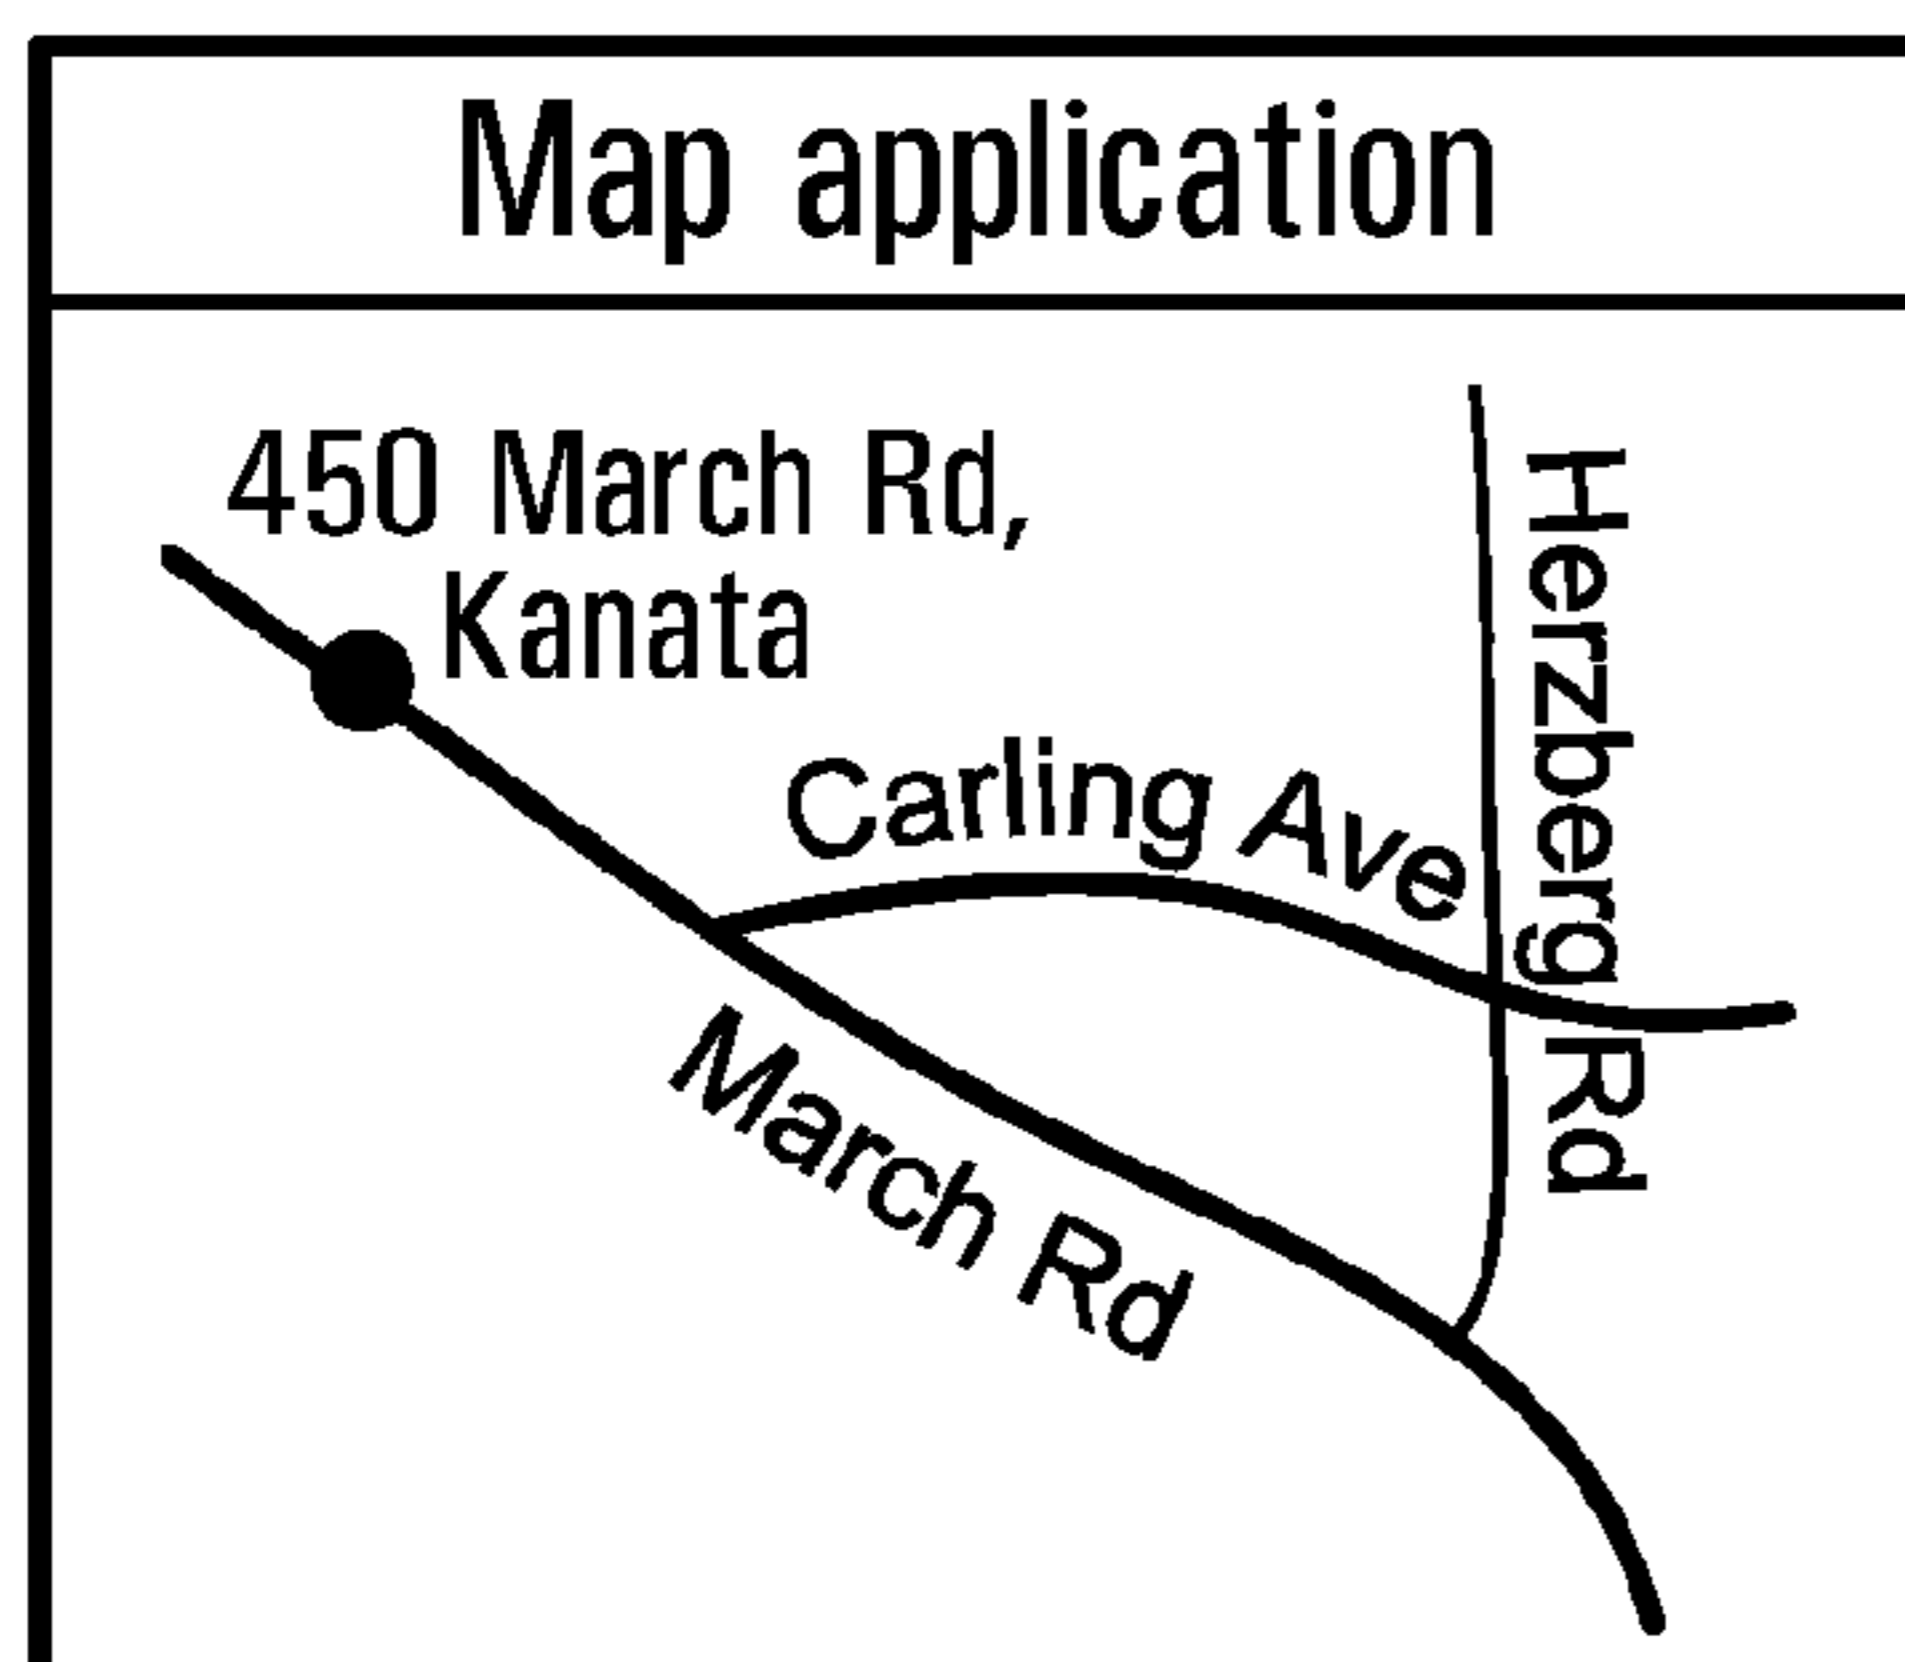 Map application
450 March Rd,
Kanata
Carling Ave
Herzberg Rd
March Rd